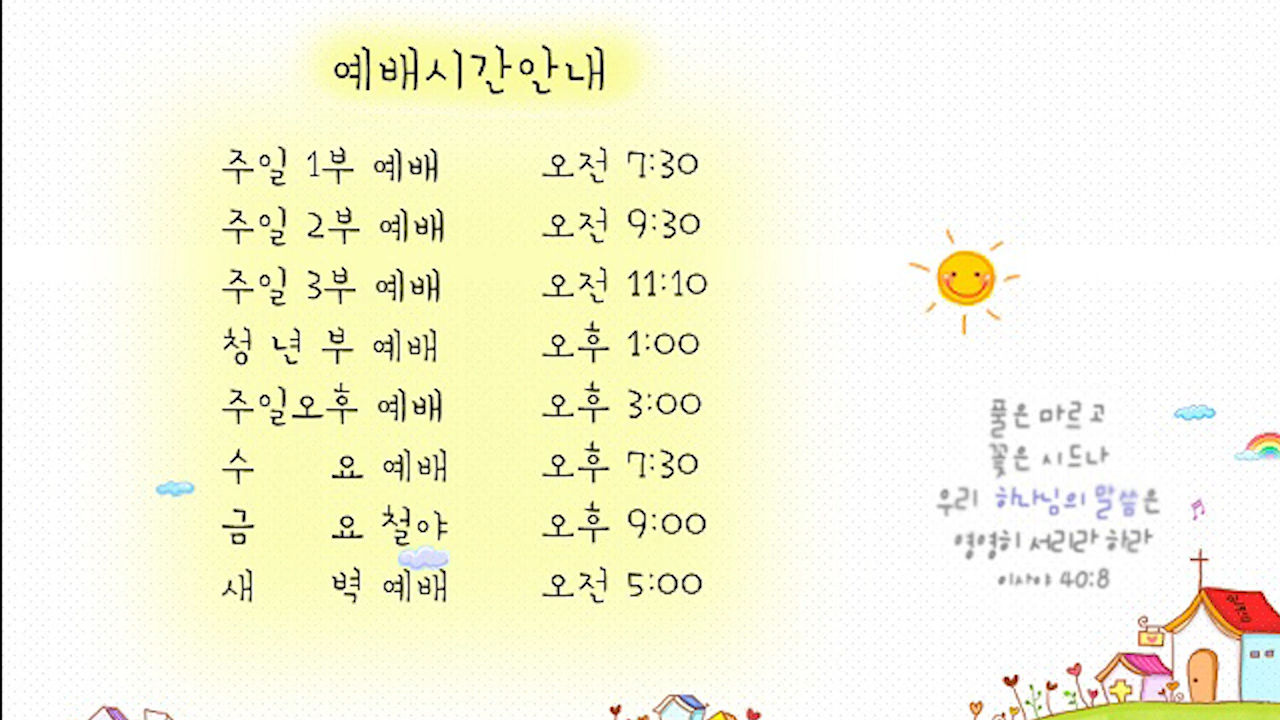 예배시간안내
주일 1부 예배 오전 7:30
주일 2부 예배 오전 9:30
주일 3부 예배 오전 11:10
청 년 부 예배 오후 1:00
주일오후 예배 오후 3:00
수 요 예배 오후 7:30
금 요 철야 오후 9:00
새 벽 예배 오전 5:00
풀은 마르고
꽃은 시드나
우리 하나님의 말씀은
영영히 서리라 하라
이사야 40:8